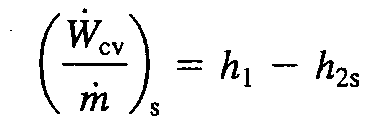 (Ẇcv/ṁ)s = h1 − h2s